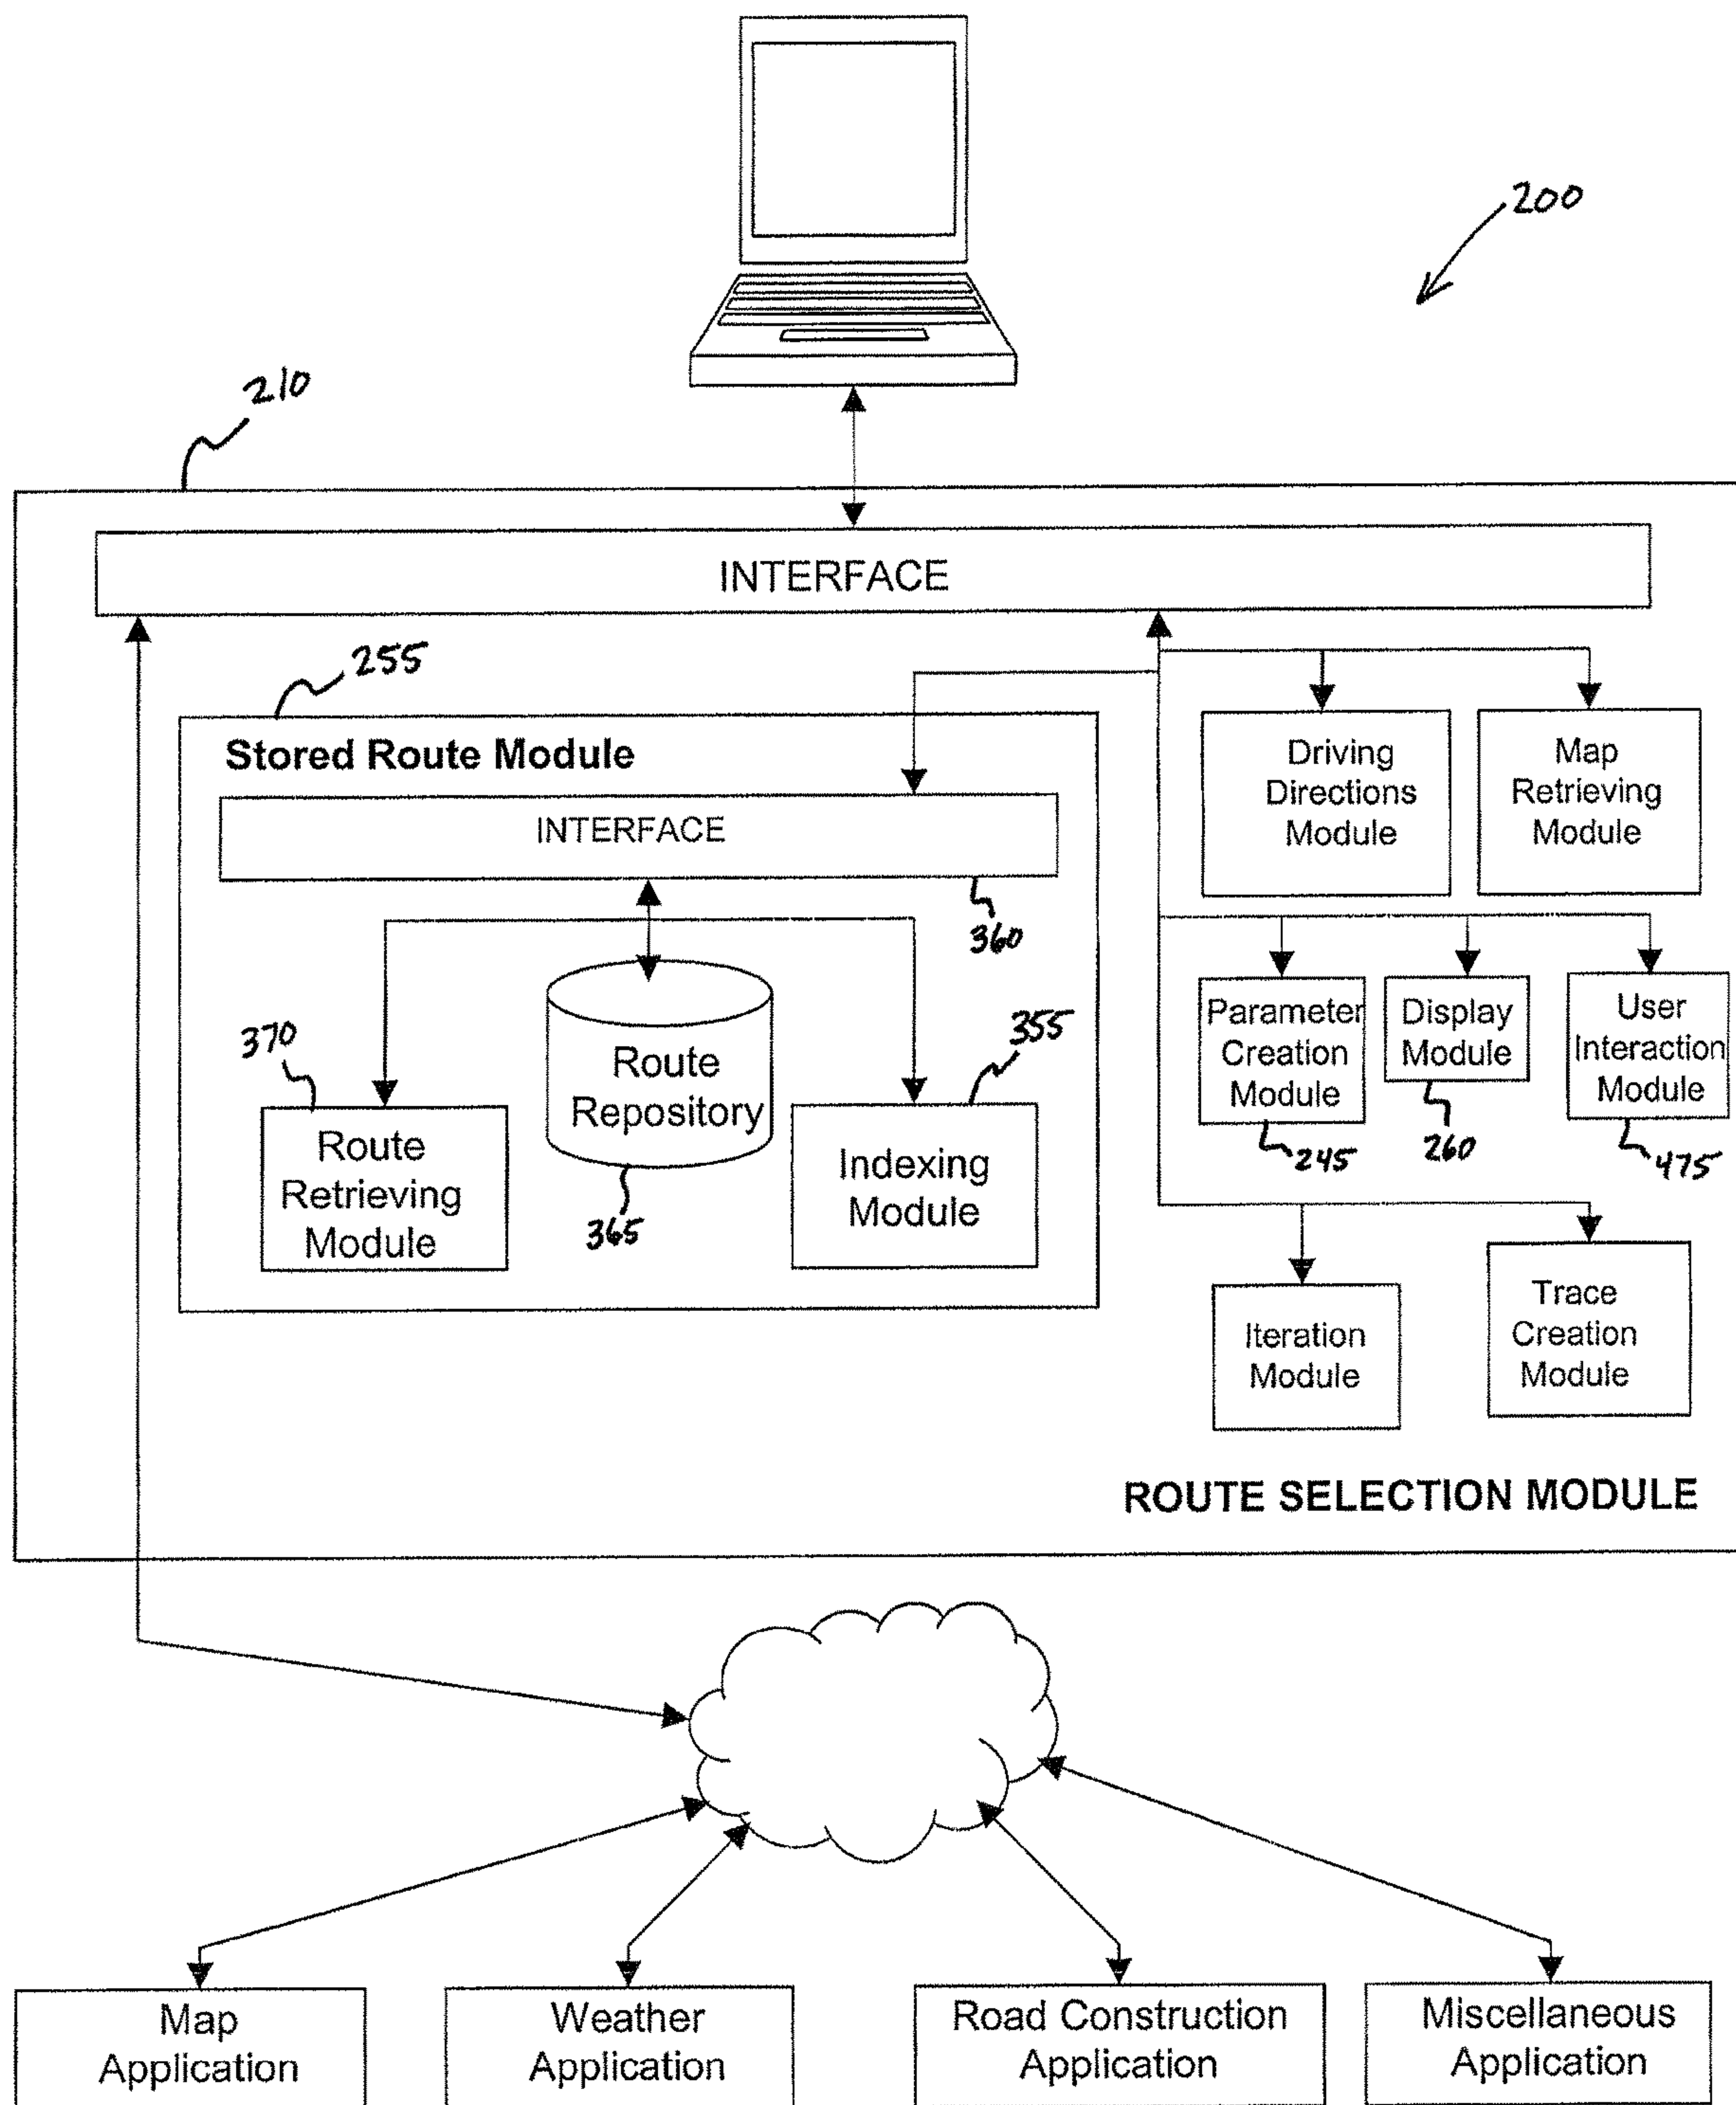 200
210
INTERFACE
255
Stored Route Module
INTERFACE
360
370
Route
Retrieving
Module
Route
Repository
365
355
Indexing
Module
Driving
Directions
Module
Map
Retrieving
Module
Parameter
Creation
Module
245
Display
Module
260
User
Interaction
Module
475
Iteration
Module
Trace
Creation
Module
ROUTE SELECTION MODULE
Map
Application
Weather
Application
Road Construction
Application
Miscellaneous
Application